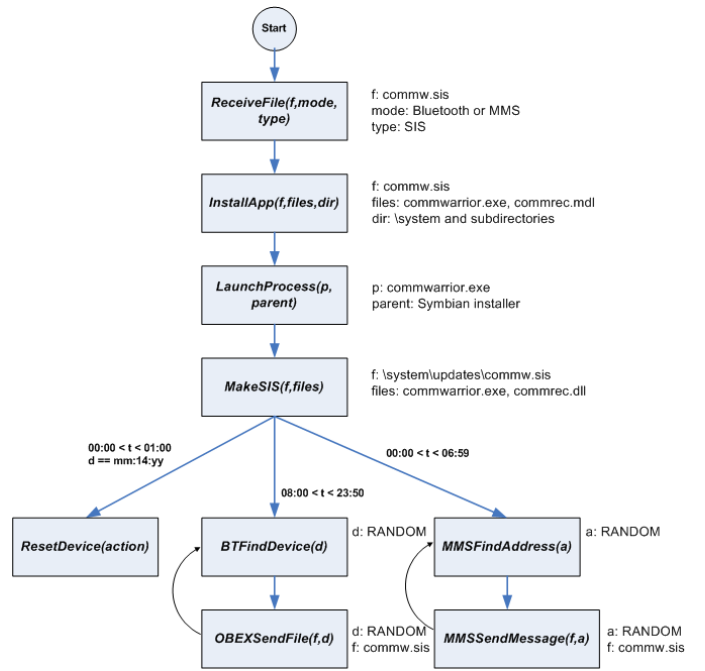 Start
ReceiveFile(f,mode,
type)
f: commw.sis
mode: Bluetooth or MMS
type: SIS
InstallApp(f,files,dir)
f: commw.sis
files: commwarrior.exe, commrec.mdl
dir: \system and subdirectories
LaunchProcess(p,
parent)
p: commwarrior.exe
parent: Symbian installer
MakeSIS(f,files)
f: \system\updates\commw.sis
files: commwarrior.exe, commrec.dll
00:00 < t < 01:00
d == mm:14:yy
08:00 < t < 23:50
00:00 < t < 06:59
ResetDevice(action)
BTFindDevice(d)
d: RANDOM
MMSFindAddress(a)
a: RANDOM
OBEXSendFile(f,d)
d: RANDOM
f: commw.sis
MMSSendMessage(f,a)
a: RANDOM
f: commw.sis